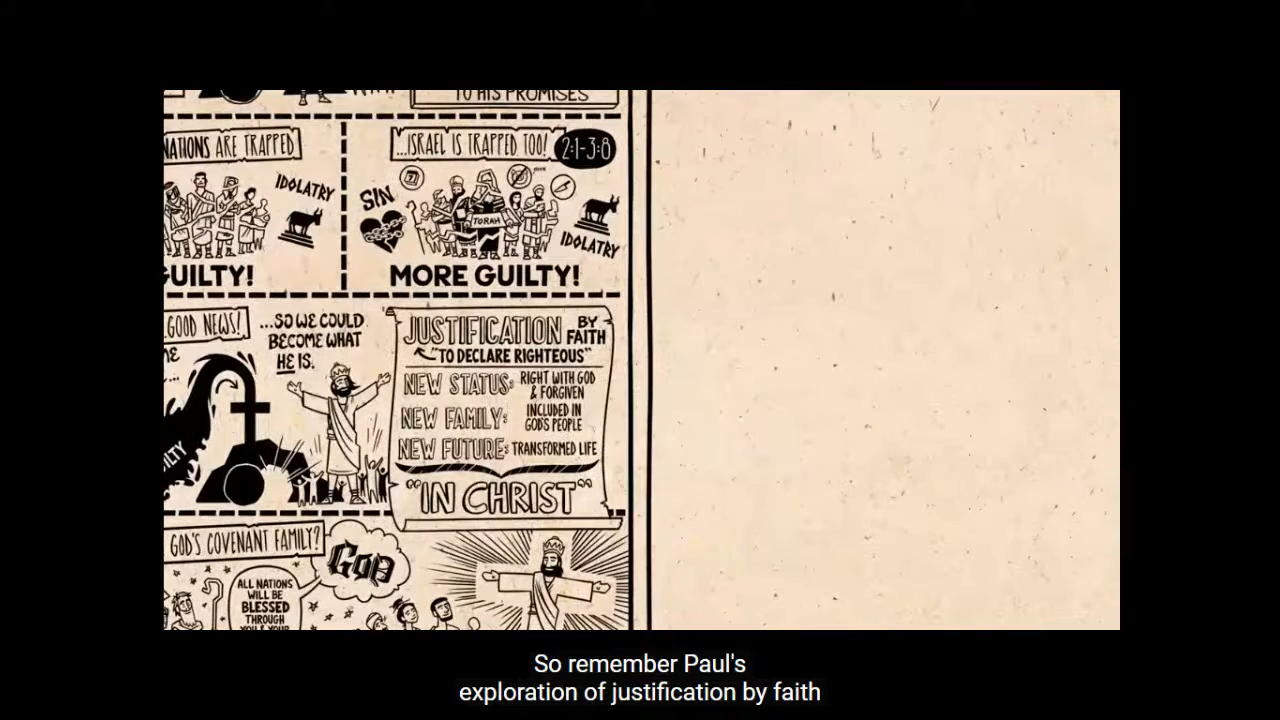 TO HIS PROMISES
NATIONS ARE TRAPPED
...ISRAEL IS TRAPPED TOO!
2:1-3:8
IDOLATRY
SIN
TORAH
IDOLATRY
GUILTY!
MORE GUILTY!
GOOD NEWS!
...SO WE COULD
BECOME WHAT
HE IS.
JUSTIFICATION BY
FAITH
"TO DECLARE RIGHTEOUS"
NEW STATUS: RIGHT WITH GOD
& FORGIVEN
NEW FAMILY: INCLUDED IN
GOD'S PEOPLE
NEW FUTURE: TRANSFORMED LIFE
"IN CHRIST"
GOD'S COVENANT FAMILY?
GOD
ALL NATIONS
WILL BE
BLESSED
THROUGH
YOU & YOUR
So remember Paul's
exploration of justification by faith